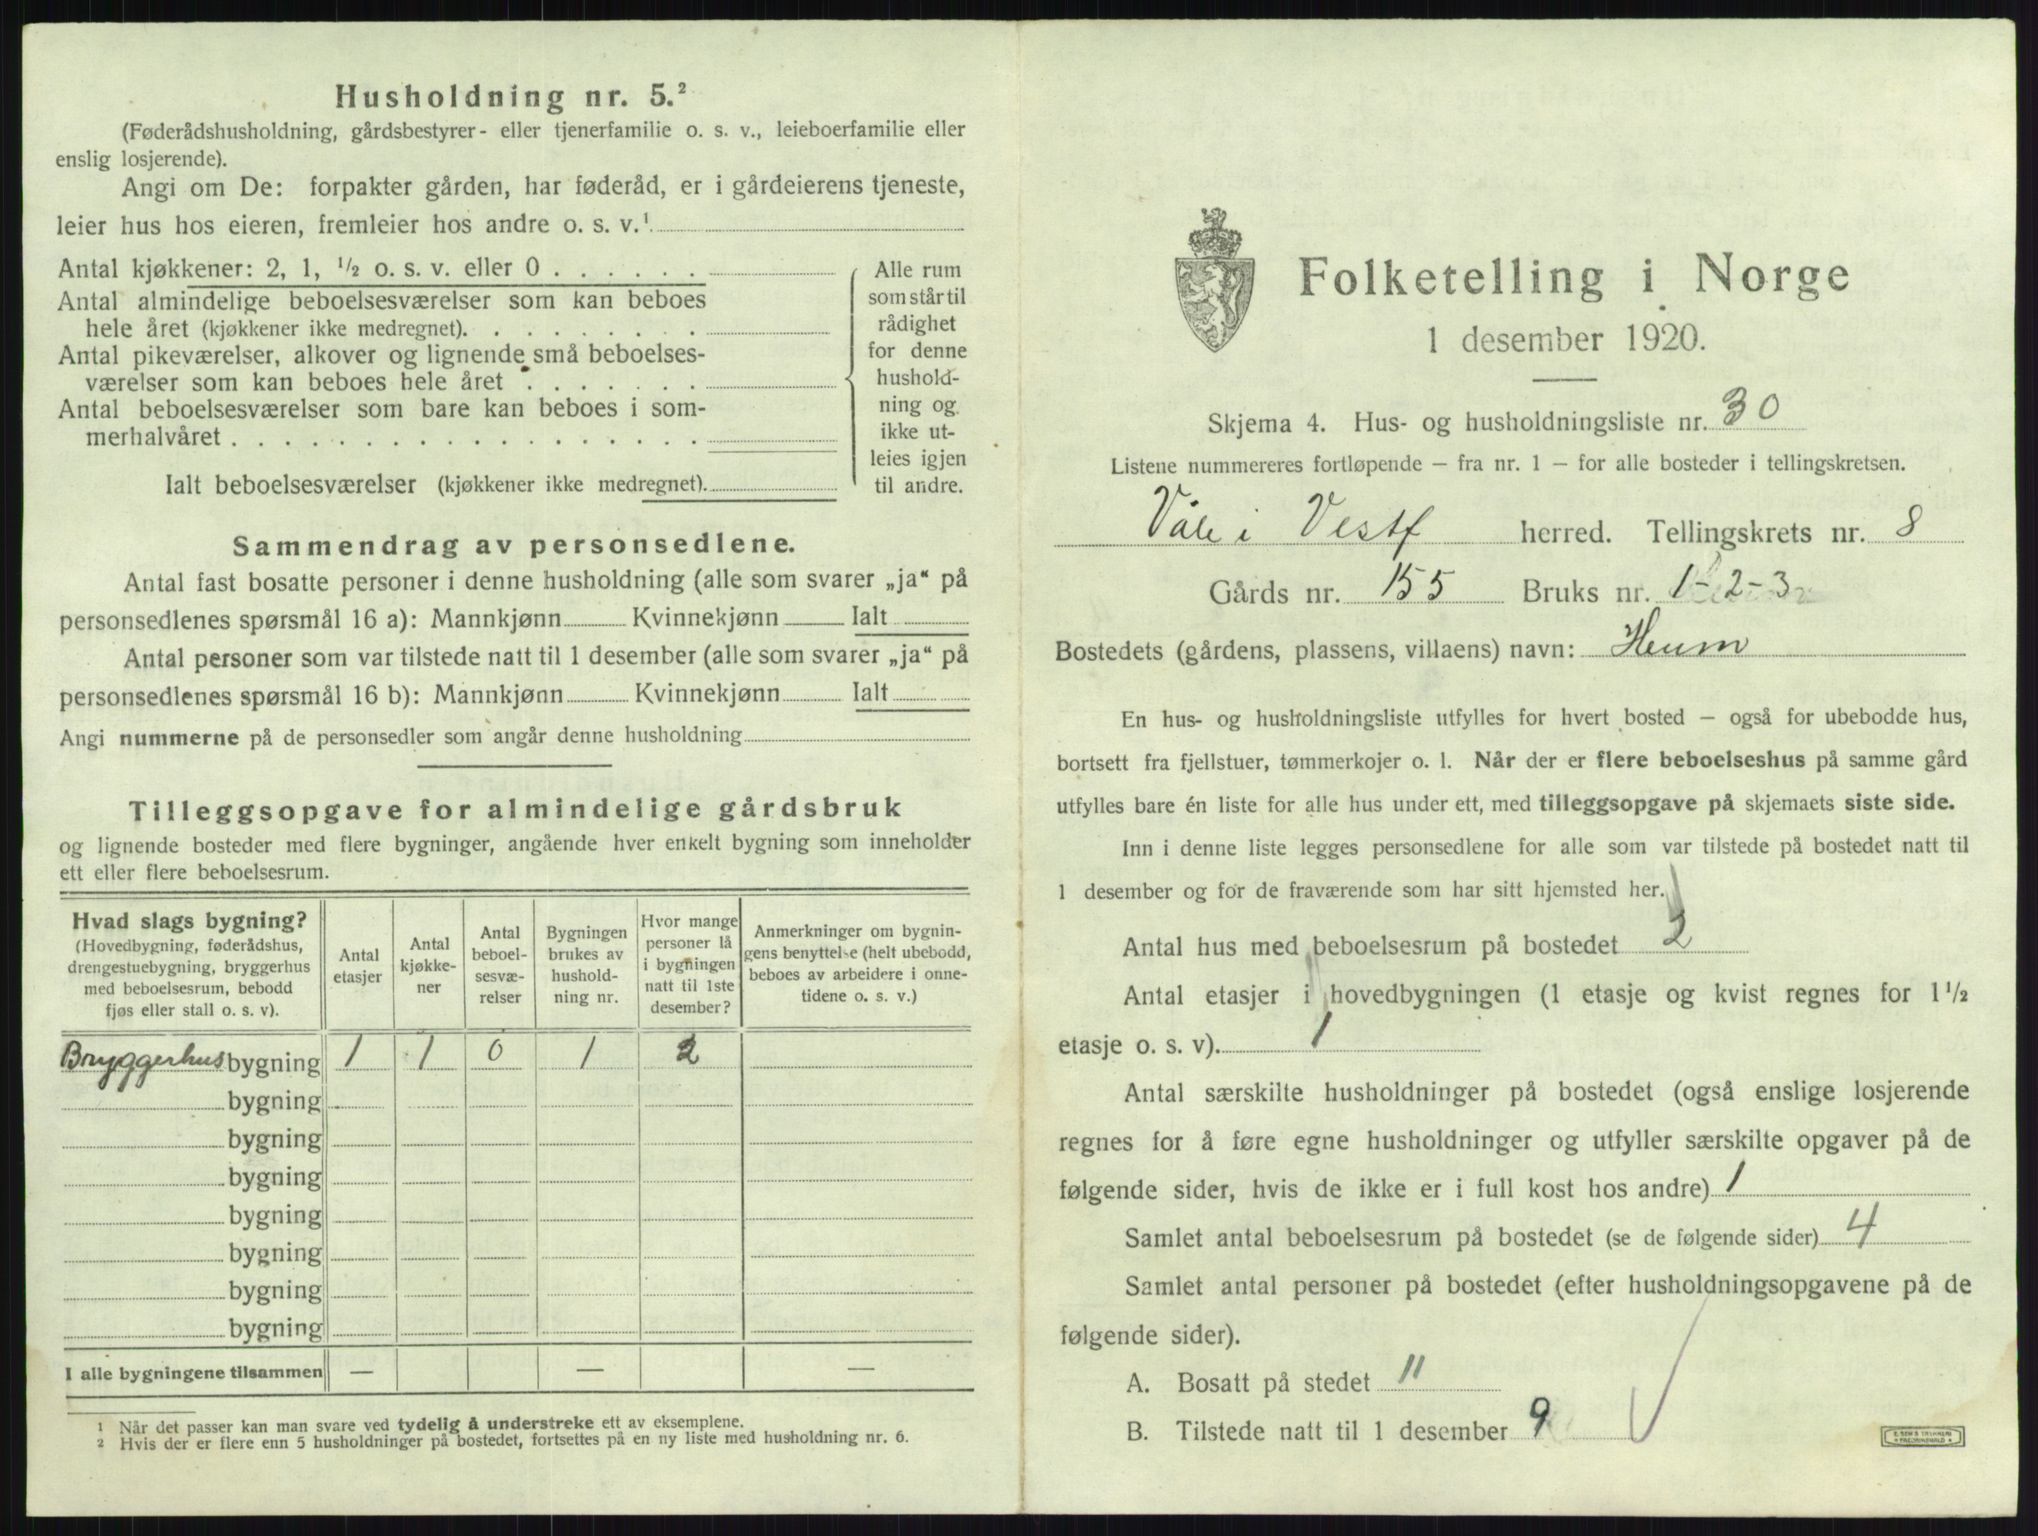 Husholdning nr. 5.²
(Føderådshusholdning, gårdsbestyrer- eller tjenerfamilie o. s. v., leieboerfamilie eller
enslig losjerende).
Angi om De: forpakter gården, har føderåd, er i gårdeierens tjeneste,
leier hus hos eieren, fremleier hos andre o. s. v.¹
Antal kjøkkener: 2, 1, ½ o. s. v. eller 0 . . . . . .
Antal almindelige beboelsesværelser som kan beboes
hele året (kjøkkener ikke medregnet). . . . . . . . .
Antal pikeværelser, alkover og lignende små beboelses-
værelser som kan beboes hele året . . . . . . .
Antal beboelsesværelser som bare kan beboes i som-
merhalvåret . . . . . . . . . . . . . . . . . .
Ialt beboelsesværelser (kjøkkener ikke medregnet).
Alle rum
som står til
rådighet
for denne
hushold-
ning og
ikke ut-
leies igjen
til andre.
Sammendrag av personsedlene.
Antal fast bosatte personer i denne husholdning (alle som svarer „ja“ på
personsedlenes spørsmål 16 a): Mannkjønn Kvinnekjønn Ialt
Antal personer som var tilstede natt til 1 desember (alle som svarer „ja“ på
personsedlenes spørsmål 16 b): Mannkjønn Kvinnekjønn Ialt
Angi nummerne på de personsedler som angår denne husholdning
Tilleggsopgave for almindelige gårdsbruk
og lignende bosteder med flere bygninger, angående hver enkelt bygning som inneholder
ett eller flere beboelsesrum.
Hvad slags bygning?
(Hovedbygning, føderådshus,
drengestuebygning, bryggerhus
med beboelsesrum, bebodd
fjøs eller stall o. s. v).
Antal
etasjer
Antal
kjøkke-
ner
Antal
beboel-
sesvæ-
relser
Bygningen
brukes av
hushold-
ning nr.
Hvor mange
personer lå
i bygningen
natt til 1ste
desember?
Anmerkninger om bygnin-
gens benyttelse (helt ubebodd,
beboes av arbeidere i onne-
tidene o. s. v.)
Bryggerhus bygning 1 1 0 1 2
bygning
bygning
bygning
bygning
bygning
bygning
bygning
I alle bygningene tilsammen — — —
¹ Når det passer kan man svare ved tydelig å understreke ett av eksemplene.
² Hvis der er flere enn 5 husholdninger på bostedet, fortsettes på en ny liste med husholdning nr. 6.
Folketelling i Norge
1 desember 1920.
Skjema 4. Hus- og husholdningsliste nr. 30
Listene nummereres fortløpende — fra nr. 1 — for alle bosteder i tellingskretsen.
Våle i Vestf herred. Tellingskrets nr. 8
Gårds nr. 155 Bruks nr. 1-2-3
Bostedets (gårdens, plassens, villaens) navn: Heum
En hus- og husholdningsliste utfylles for hvert bosted — også for ubebodde hus,
bortsett fra fjellstuer, tømmerkojer o. l. Når der er flere beboelseshus på samme gård
utfylles bare én liste for alle hus under ett, med tilleggsopgave på skjemaets siste side.
Inn i denne liste legges personsedlene for alle som var tilstede på bostedet natt til
1 desember og for de fraværende som har sitt hjemsted her.
Antal hus med beboelsesrum på bostedet 2
Antal etasjer i hovedbygningen (1 etasje og kvist regnes for 1 ½
etasje o. s. v). 1
Antal særskilte husholdninger på bostedet (også enslige losjerende
regnes for å føre egne husholdninger og utfyller særskilte opgaver på de
følgende sider, hvis de ikke er i full kost hos andre) 1
Samlet antal beboelsesrum på bostedet (se de følgende sider) 4
Samlet antal personer på bostedet (efter husholdningsopgavene på de
følgende sider).
A. Bosatt på stedet 11
B. Tilstede natt til 1 desember 9